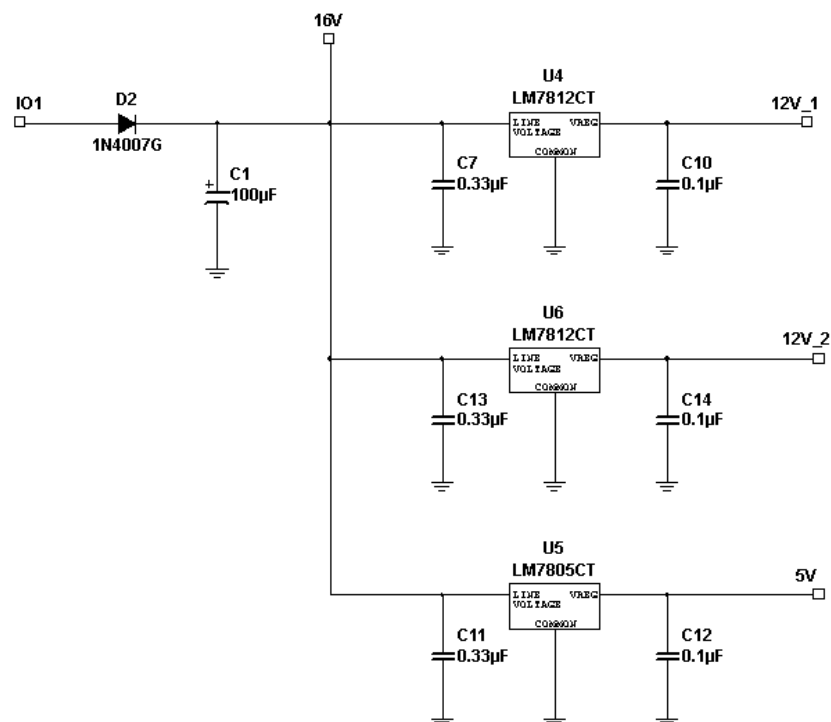 16V
IO1
D2
1N4007G
+
C1
100µF
U4
LM7812CT
LINE VREG
VOLTAGE
COMMON
12V_1
C7
0.33µF
C10
0.1µF
U6
LM7812CT
LINE VREG
VOLTAGE
COMMON
12V_2
C13
0.33µF
C14
0.1µF
U5
LM7805CT
LINE VREG
VOLTAGE
COMMON
5V
C11
0.33µF
C12
0.1µF